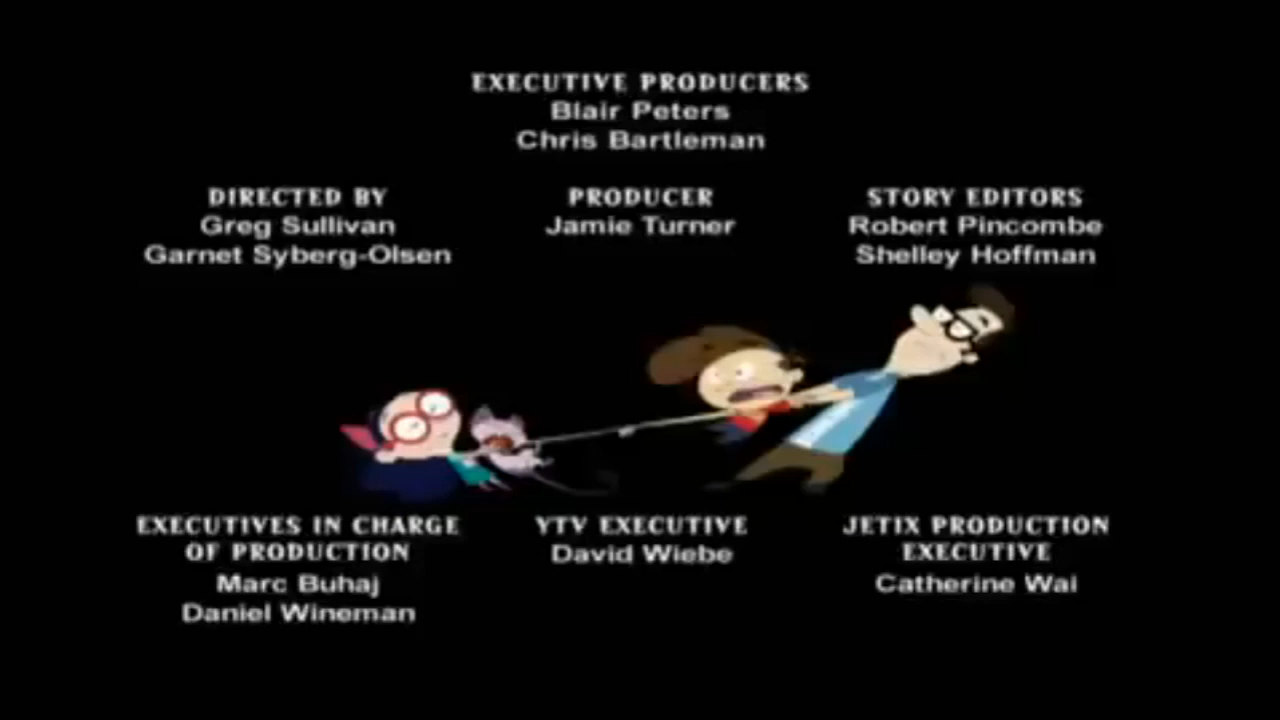 EXECUTIVE PRODUCERS
Blair Peters
Chris Bartleman
DIRECTED BY
Greg Sullivan
Garnet Syberg-Olsen
PRODUCER
Jamie Turner
STORY EDITORS
Robert Pincombe
Shelley Hoffman
EXECUTIVES IN CHARGE
OF PRODUCTION
Marc Buhaj
Daniel Wineman
YTV EXECUTIVE
David Wiebe
JETIX PRODUCTION
EXECUTIVE
Catherine Wai